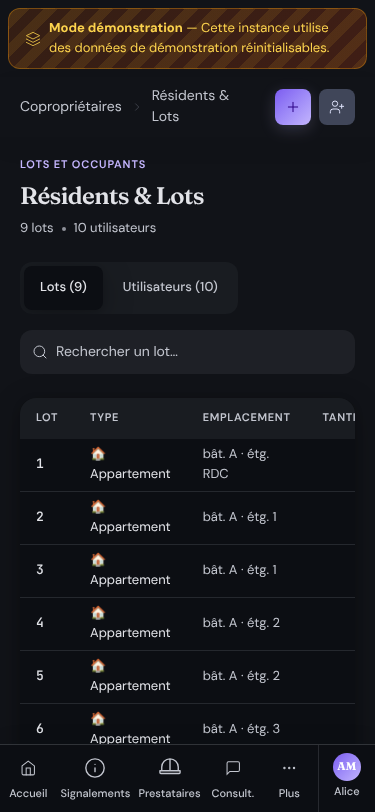 Mode démonstration — Cette instance utilise
des données de démonstration réinitialisables.
Copropriétaires
Résidents &
Lots
LOTS ET OCCUPANTS
Résidents & Lots
9 lots • 10 utilisateurs
Lots (9) Utilisateurs (10)
Rechercher un lot...
LOT TYPE EMPLACEMENT TANTI
1 Appartement bât. A · étg. RDC
2 Appartement bât. A · étg. 1
3 Appartement bât. A · étg. 1
4 Appartement bât. A · étg. 2
5 Appartement bât. A · étg. 2
6 Appartement bât. A · étg. 3
AM
Accueil Signalements Prestataires Consult. Plus Alice